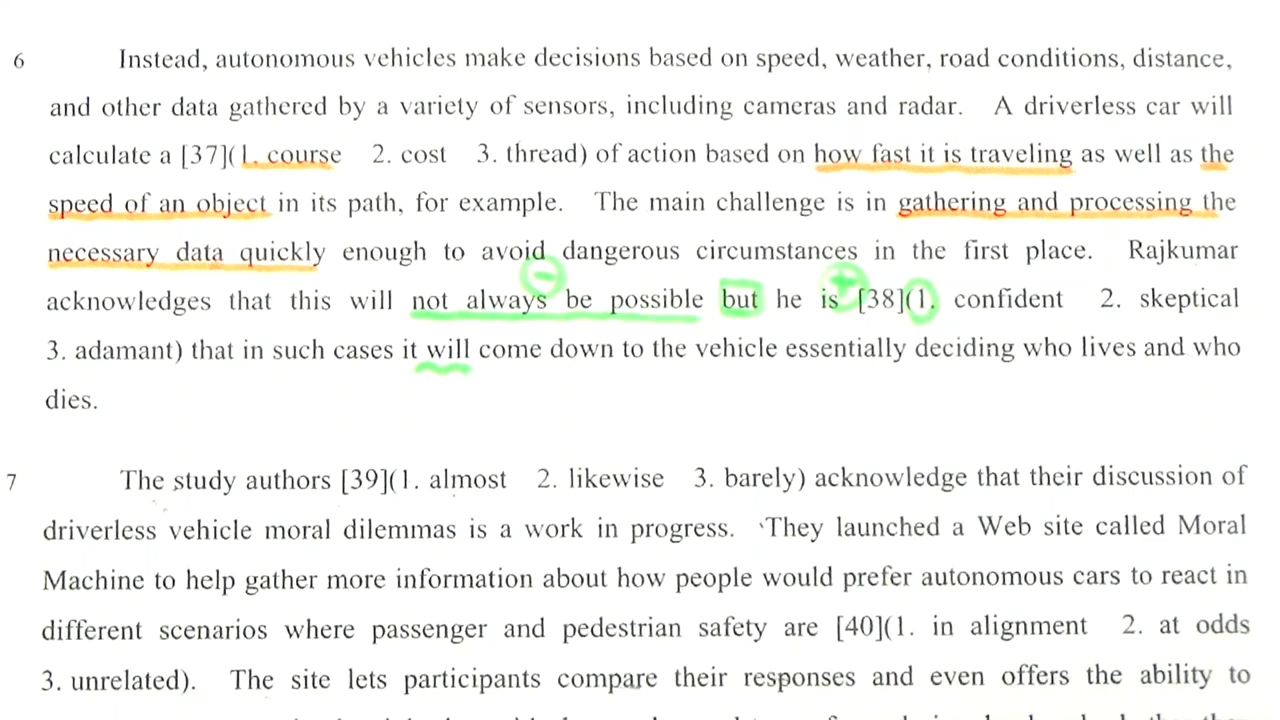 6 Instead, autonomous vehicles make decisions based on speed, weather, road conditions, distance,
and other data gathered by a variety of sensors, including cameras and radar. A driverless car will
calculate a [37](1. course 2. cost 3. thread) of action based on how fast it is traveling as well as the
speed of an object in its path, for example. The main challenge is in gathering and processing the
necessary data quickly enough to avoid dangerous circumstances in the first place. Rajkumar
acknowledges that this will not always be possible but he is [38](1. confident 2. skeptical
3. adamant) that in such cases it will come down to the vehicle essentially deciding who lives and who
dies.
7 The study authors [39](1. almost 2. likewise 3. barely) acknowledge that their discussion of
driverless vehicle moral dilemmas is a work in progress. They launched a Web site called Moral
Machine to help gather more information about how people would prefer autonomous cars to react in
different scenarios where passenger and pedestrian safety are [40](1. in alignment 2. at odds
3. unrelated). The site lets participants compare their responses and even offers the ability to